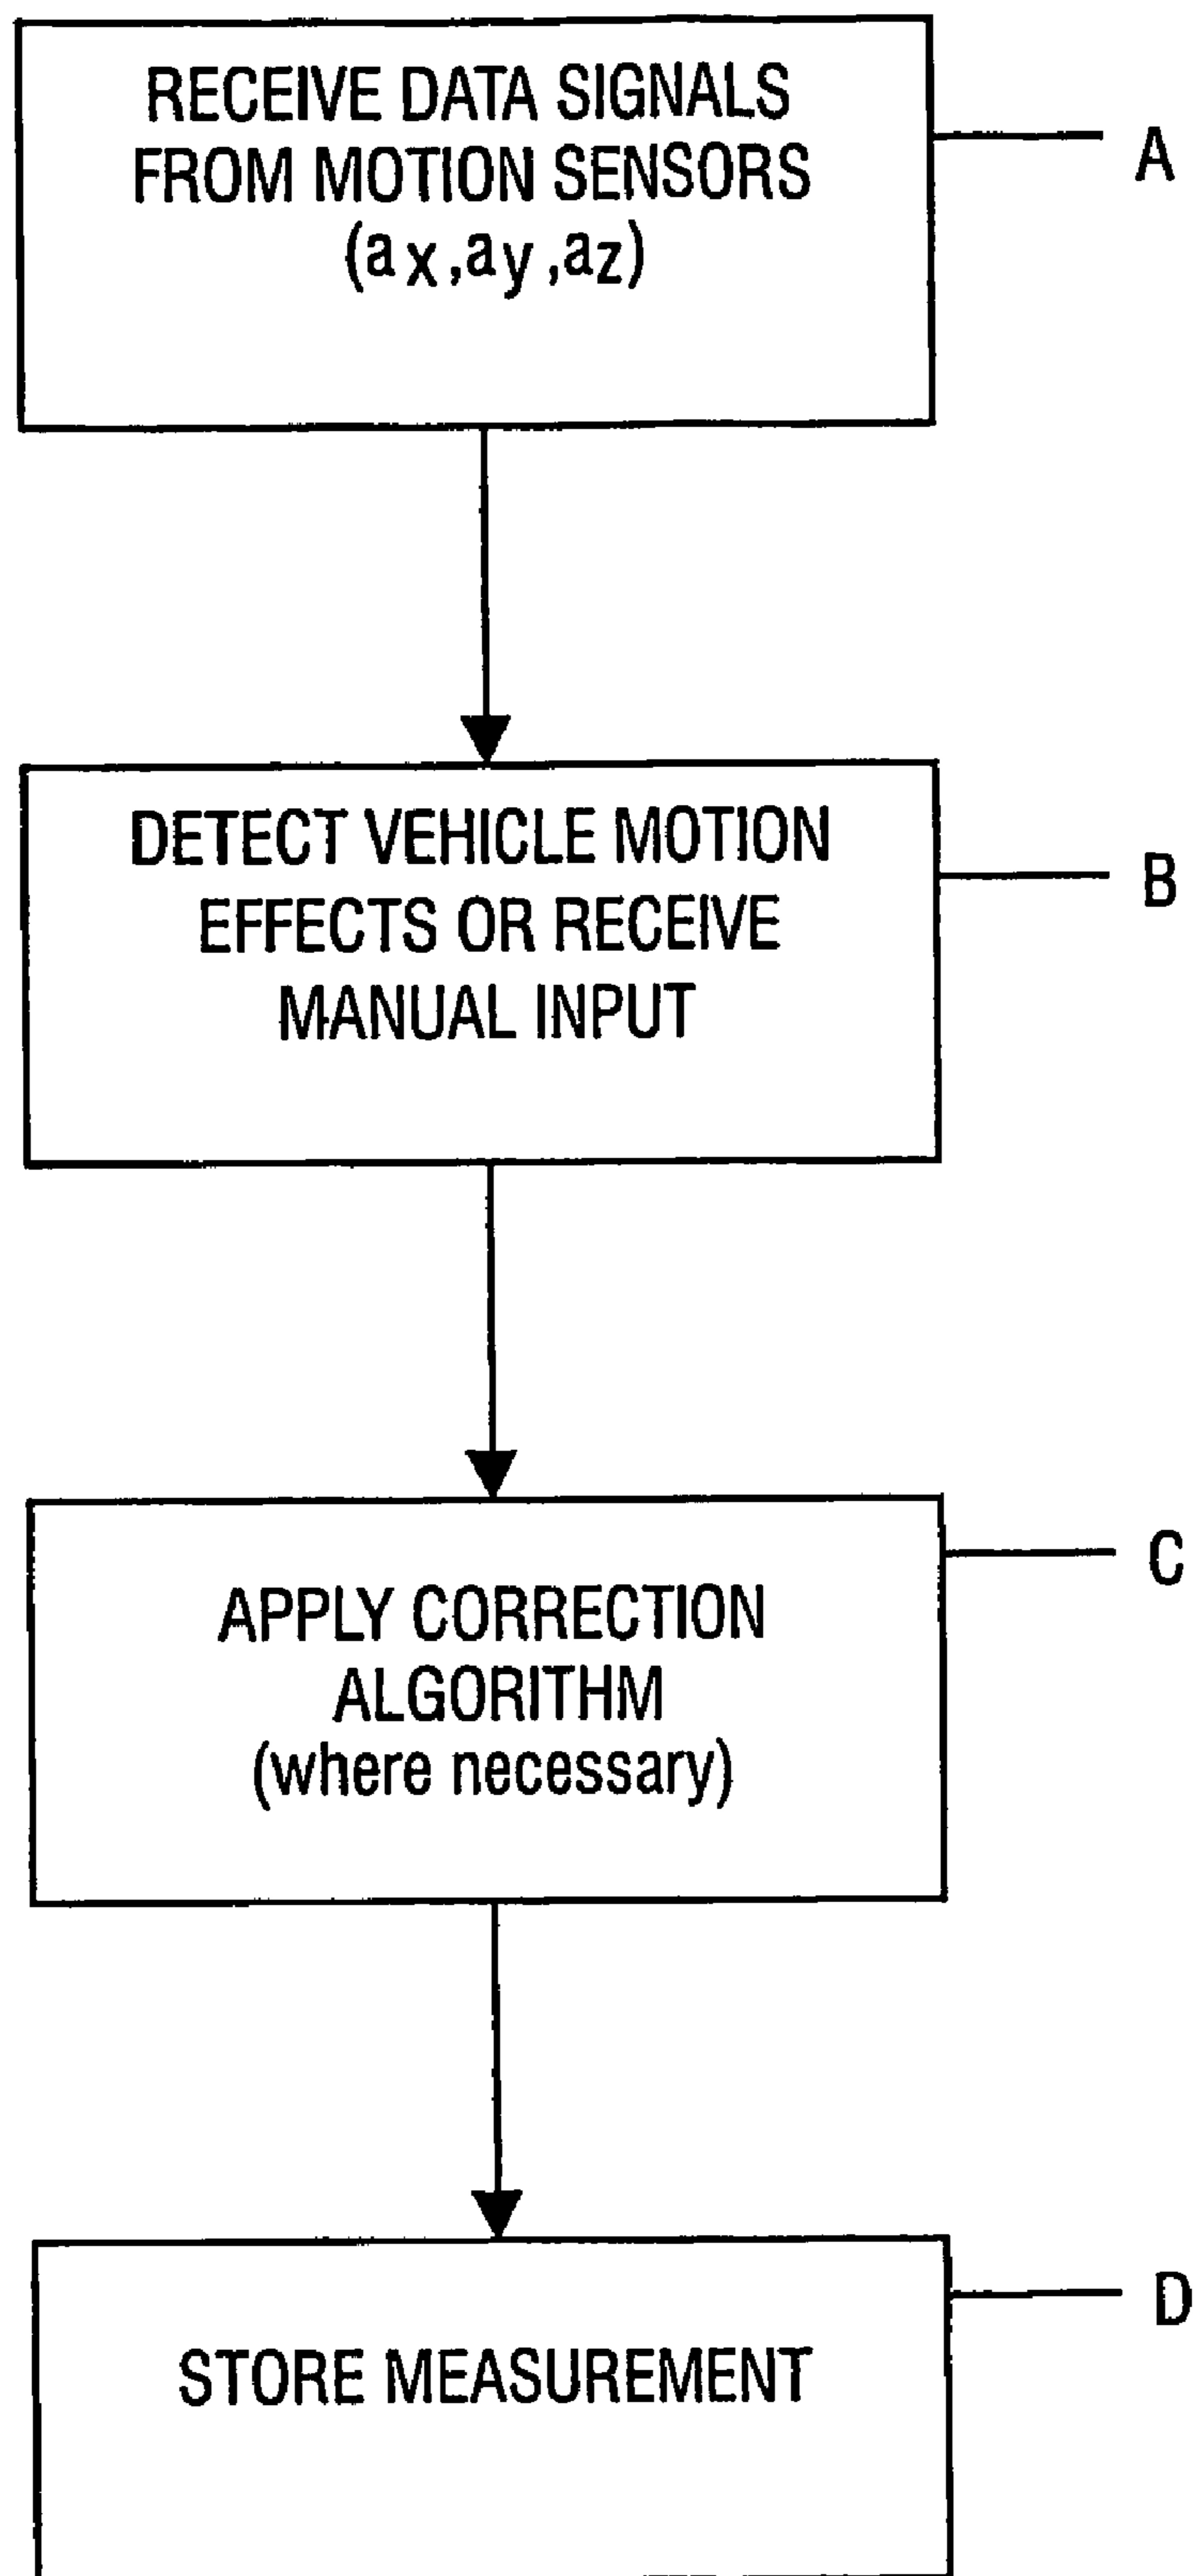 RECEIVE DATA SIGNALS
FROM MOTION SENSORS
(ax,ay,az)
A
DETECT VEHICLE MOTION
EFFECTS OR RECEIVE
MANUAL INPUT
B
APPLY CORRECTION
ALGORITHM
(where necessary)
C
STORE MEASUREMENT
D